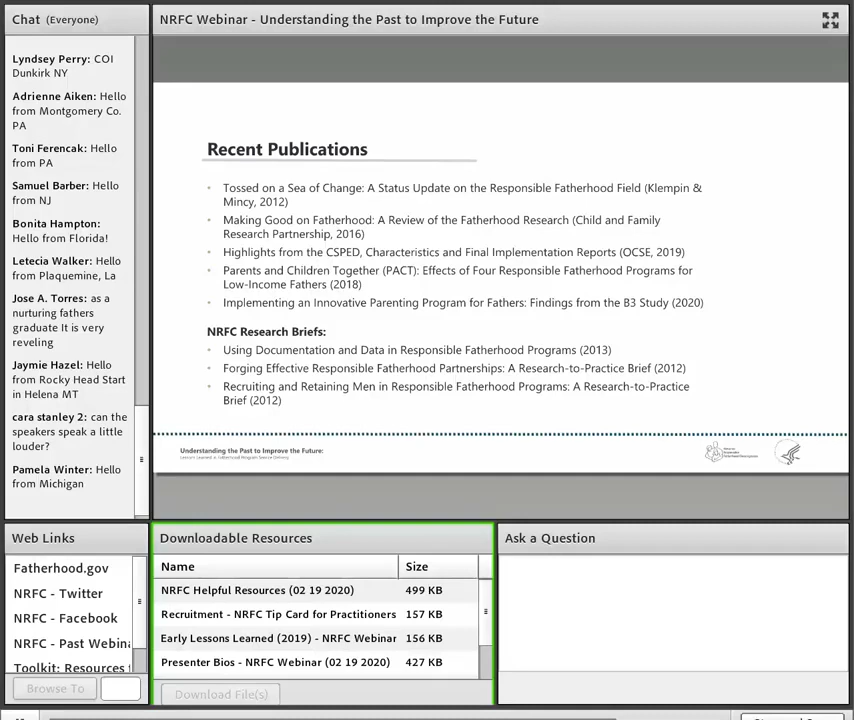 Chat (Everyone)
Lyndsey Perry: COI
Dunkirk NY
Adrienne Aiken: Hello
from Montgomery Co.
PA
Toni Ferencak: Hello
from PA
Samuel Barber: Hello
from NJ
Bonita Hampton:
Hello from Florida!
Letecia Walker: Hello
from Plaquemine, La
Jose A. Torres: as a
nurturing fathers
graduate It is very
reveling
Jaymie Hazel: Hello
from Rocky Head Start
in Helena MT
cara stanley 2: can the
speakers speak a little
louder?
Pamela Winter: Hello
from Michigan
NRFC Webinar - Understanding the Past to Improve the Future
Recent Publications
• Tossed on a Sea of Change: A Status Update on the Responsible Fatherhood Field (Klempin &
Mincy, 2012)
• Making Good on Fatherhood: A Review of the Fatherhood Research (Child and Family
Research Partnership, 2016)
• Highlights from the CSPED, Characteristics and Final Implementation Reports (OCSE, 2019)
• Parents and Children Together (PACT): Effects of Four Responsible Fatherhood Programs for
Low-Income Fathers (2018)
• Implementing an Innovative Parenting Program for Fathers: Findings from the B3 Study (2020)
NRFC Research Briefs:
• Using Documentation and Data in Responsible Fatherhood Programs (2013)
• Forging Effective Responsible Fatherhood Partnerships: A Research-to-Practice Brief (2012)
• Recruiting and Retaining Men in Responsible Fatherhood Programs: A Research-to-Practice
Brief (2012)
Understanding the Past to Improve the Future:
Lessons Learned in Fatherhood Program Service Delivery
Web Links
Fatherhood.gov
NRFC - Twitter
NRFC - Facebook
NRFC - Past Webina
Toolkit: Resources
Browse To
Downloadable Resources
Name Size
NRFC Helpful Resources (02 19 2020) 499 KB
Recruitment - NRFC Tip Card for Practitioners 157 KB
Early Lessons Learned (2019) - NRFC Webinar 156 KB
Presenter Bios - NRFC Webinar (02 19 2020) 427 KB
Download File(s)
Ask a Question